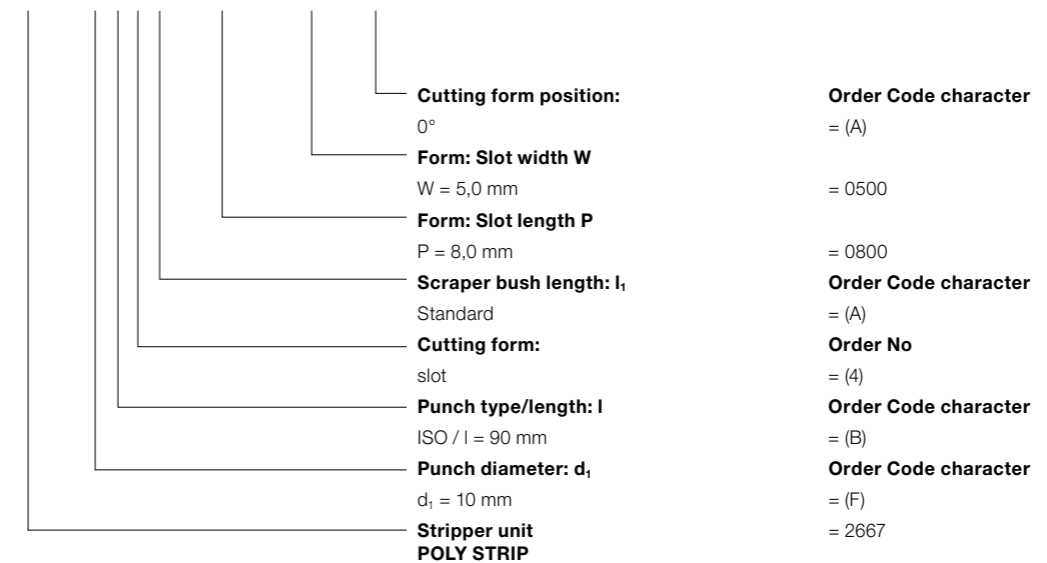 Cutting form position: Order Code character
0° = (A)
Form: Slot width W
W = 5,0 mm = 0500
Form: Slot length P
P = 8,0 mm = 0800
Scraper bush length: l₁ Order Code character
Standard = (A)
Cutting form: Order No
slot = (4)
Punch type/length: l Order Code character
ISO / l = 90 mm = (B)
Punch diameter: d₁ Order Code character
d₁ = 10 mm = (F)
Stripper unit = 2667
POLY STRIP